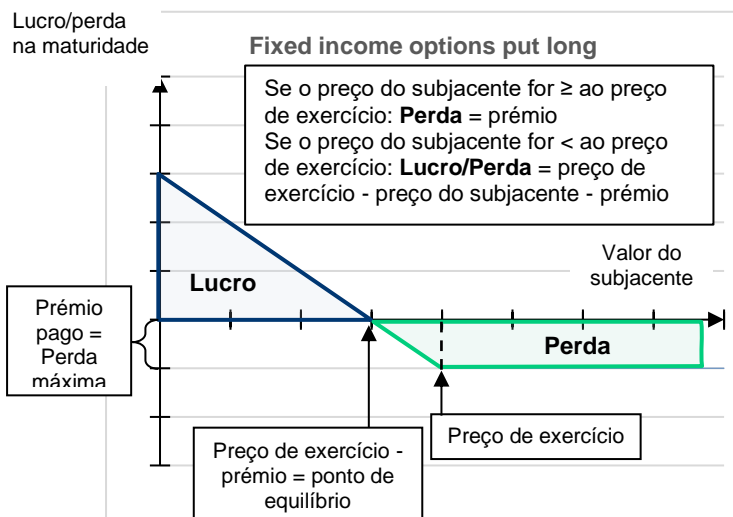 Lucro/perda
na maturidade
Fixed income options put long
Se o preço do subjacente for ≥ ao preço
de exercício: Perda = prémio
Se o preço do subjacente for < ao preço
de exercício: Lucro/Perda = preço de
exercício - preço do subjacente - prémio
Valor do
subjacente
Lucro
Prémio
pago =
Perda
máxima
Perda
Preço de exercício
Preço de exercício -
prémio = ponto de
equilíbrio